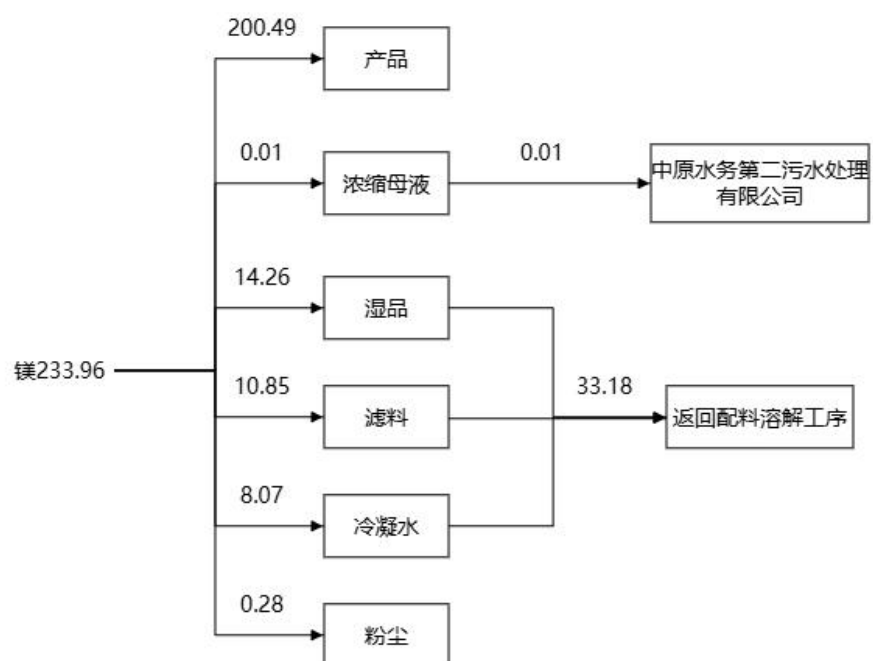 200.49
产品
0.01
浓缩母液
0.01
中原水务第二污水处理
有限公司
14.26
湿品
镁233.96
10.85
滤料
33.18
返回配料溶解工序
8.07
冷凝水
0.28
粉尘